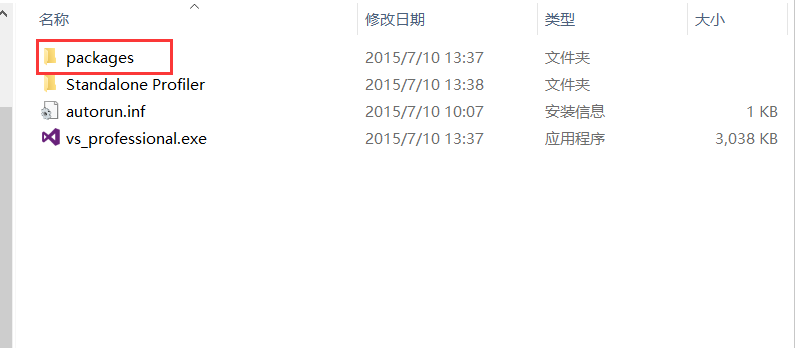 名称 修改日期 类型 大小
packages 2015/7/10 13:37 文件夹
Standalone Profiler 2015/7/10 13:38 文件夹
autorun.inf 2015/7/10 10:07 安装信息 1 KB
vs_professional.exe 2015/7/10 13:37 应用程序 3,038 KB